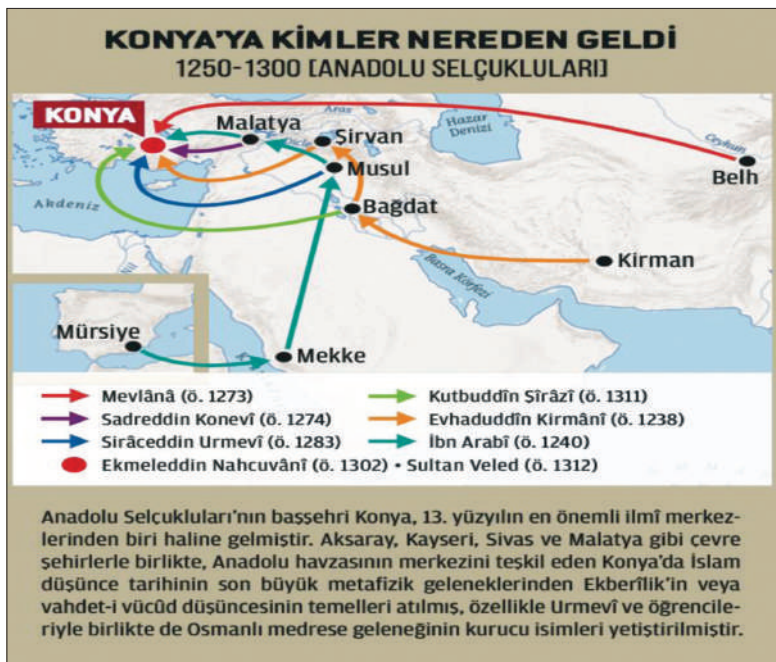 KONYA'YA KİMLER NEREDEN GELDİ
1250-1300 [ANADOLU SELÇUKLULARI]
KONYA
Malatya
Aras
Şirvan
Dicle
Hazar
Denizi
Ceyhun
Belh
Musul
Akdeniz
Bağdat
Kirman
Basra Körfezi
Mürsiye
Mekke
Mevlânâ (ö. 1273)
Kutbuddîn Şîrâzî (ö. 1311)
Sadreddin Konevî (ö. 1274)
Evhaduddîn Kirmânî (ö. 1238)
Sirâceddin Urmevî (ö. 1283)
İbn Arabî (ö. 1240)
Ekmeleddin Nahcuvânî (ö. 1302) • Sultan Veled (ö. 1312)
Anadolu Selçukluları'nın başşehri Konya, 13. yüzyılın en önemli ilmî merkez-
lerinden biri haline gelmiştir. Aksaray, Kayseri, Sivas ve Malatya gibi çevre
şehirlerle birlikte, Anadolu havzasının merkezini teşkil eden Konya'da İslam
düşünce tarihinin son büyük metafizik geleneklerinden Ekberîlik'in veya
vahdet-i vücûd düşüncesinin temelleri atılmış, özellikle Urmevî ve öğrencile-
riyle birlikte de Osmanlı medrese geleneğinin kurucu isimleri yetiştirilmiştir.